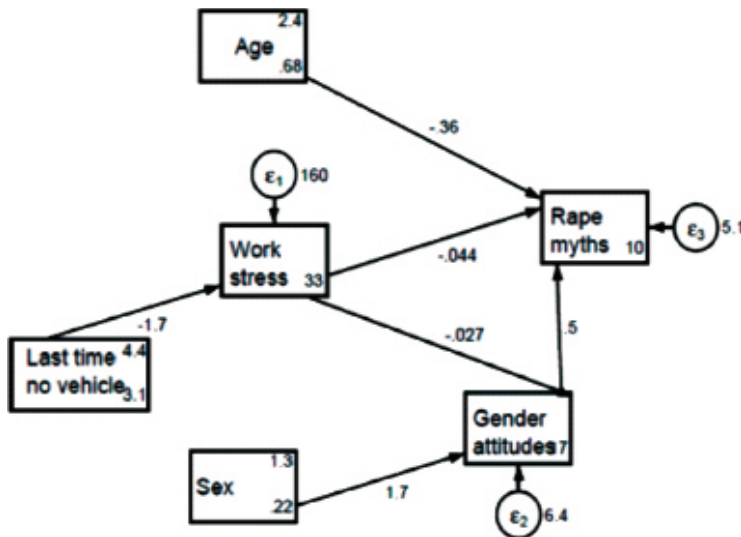 2.4
Age
.68
-.36
ε1 160
Rape
myths 10
ε3 5.1
Work
stress 33
-.044
-1.7
-.027
.5
Last time 4.4
no vehicle 3.1
Gender
attitudes
1.3
Sex
.22
1.7
ε2 6.4